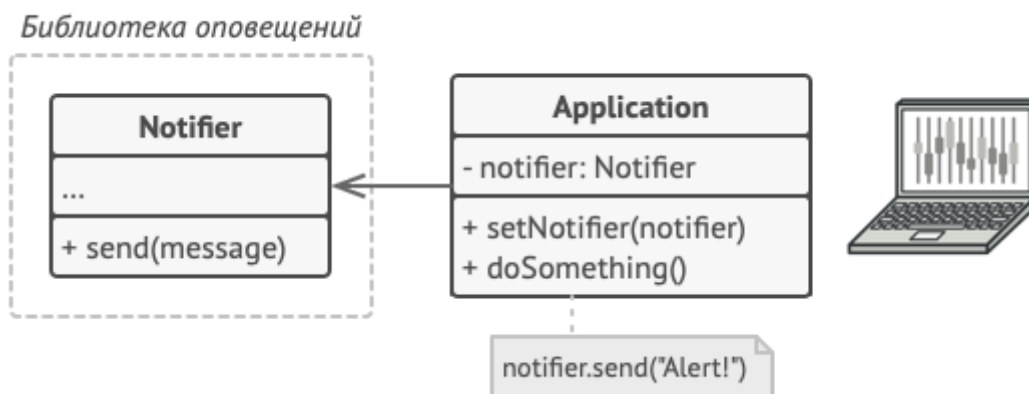 Библиотека оповещений
Notifier
...
+ send(message)
Application
- notifier: Notifier
+ setNotifier(notifier)
+ doSomething()
notifier.send("Alert!")